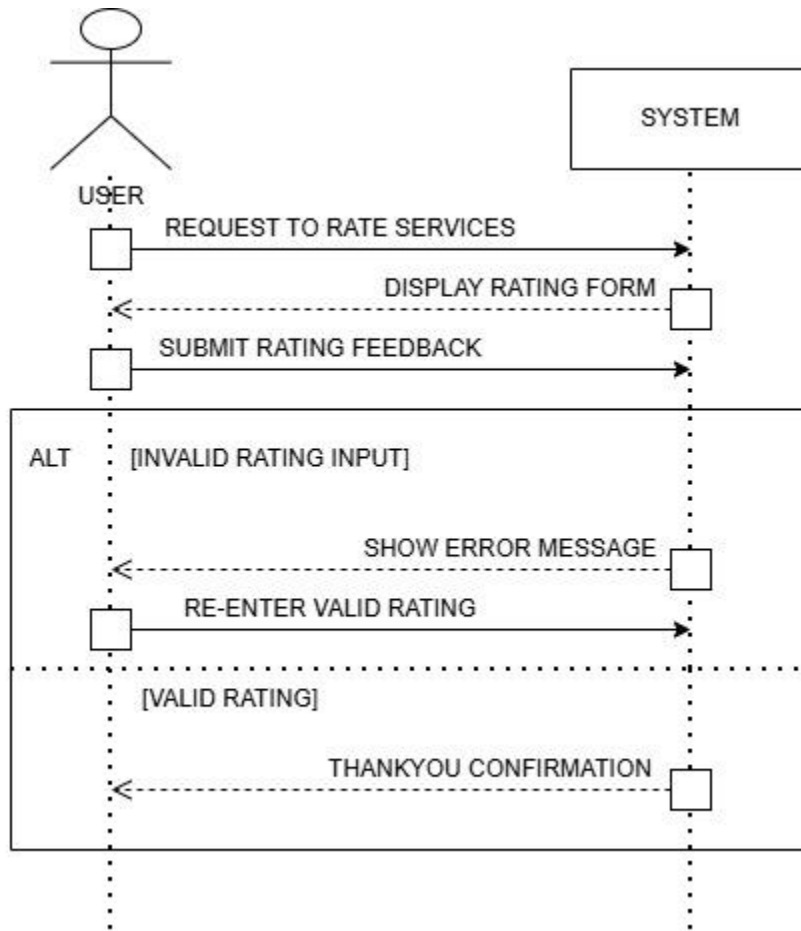 SYSTEM
USER
REQUEST TO RATE SERVICES
DISPLAY RATING FORM
SUBMIT RATING FEEDBACK
ALT [INVALID RATING INPUT]
SHOW ERROR MESSAGE
RE-ENTER VALID RATING
[VALID RATING]
THANKYOU CONFIRMATION